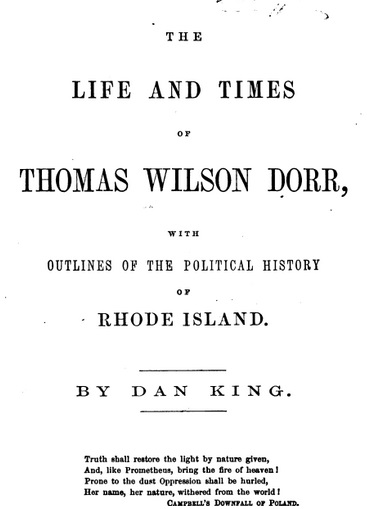 THE
LIFE AND TIMES
OF
THOMAS WILSON DORR,
WITH
OUTLINES OF THE POLITICAL HISTORY
OF
RHODE ISLAND.
BY DAN KING.
Truth shall restore the light by nature given,
And, like Prometheus, bring the fire of heaven!
Prone to the dust Oppression shall be hurled,
Her name, her nature, withered from the world!
CAMPBELL'S DOWNFALL OF POLAND.